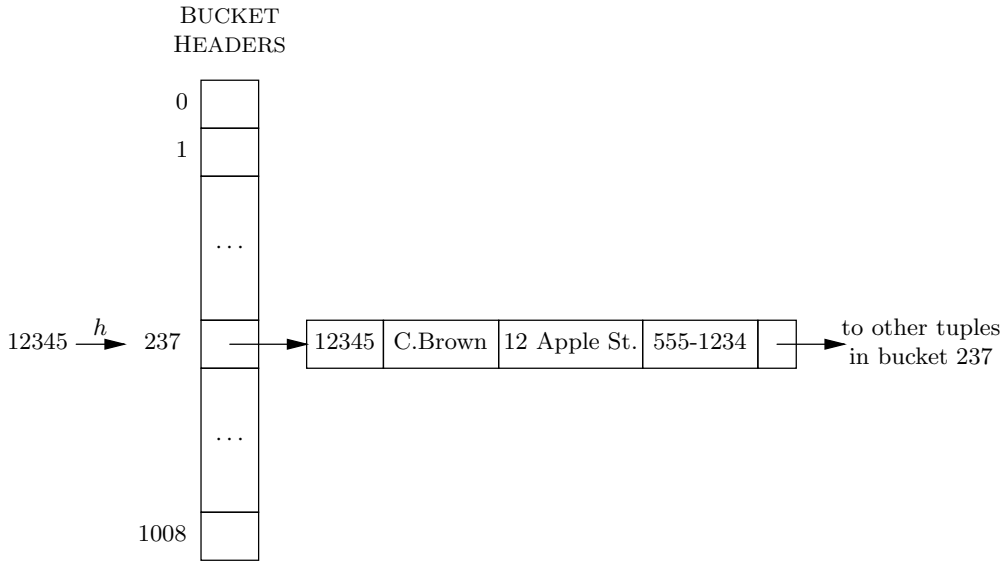 BUCKET
HEADERS
0
1
...
12345 h 237 12345 C.Brown 12 Apple St. 555-1234 to other tuples
in bucket 237
...
1008